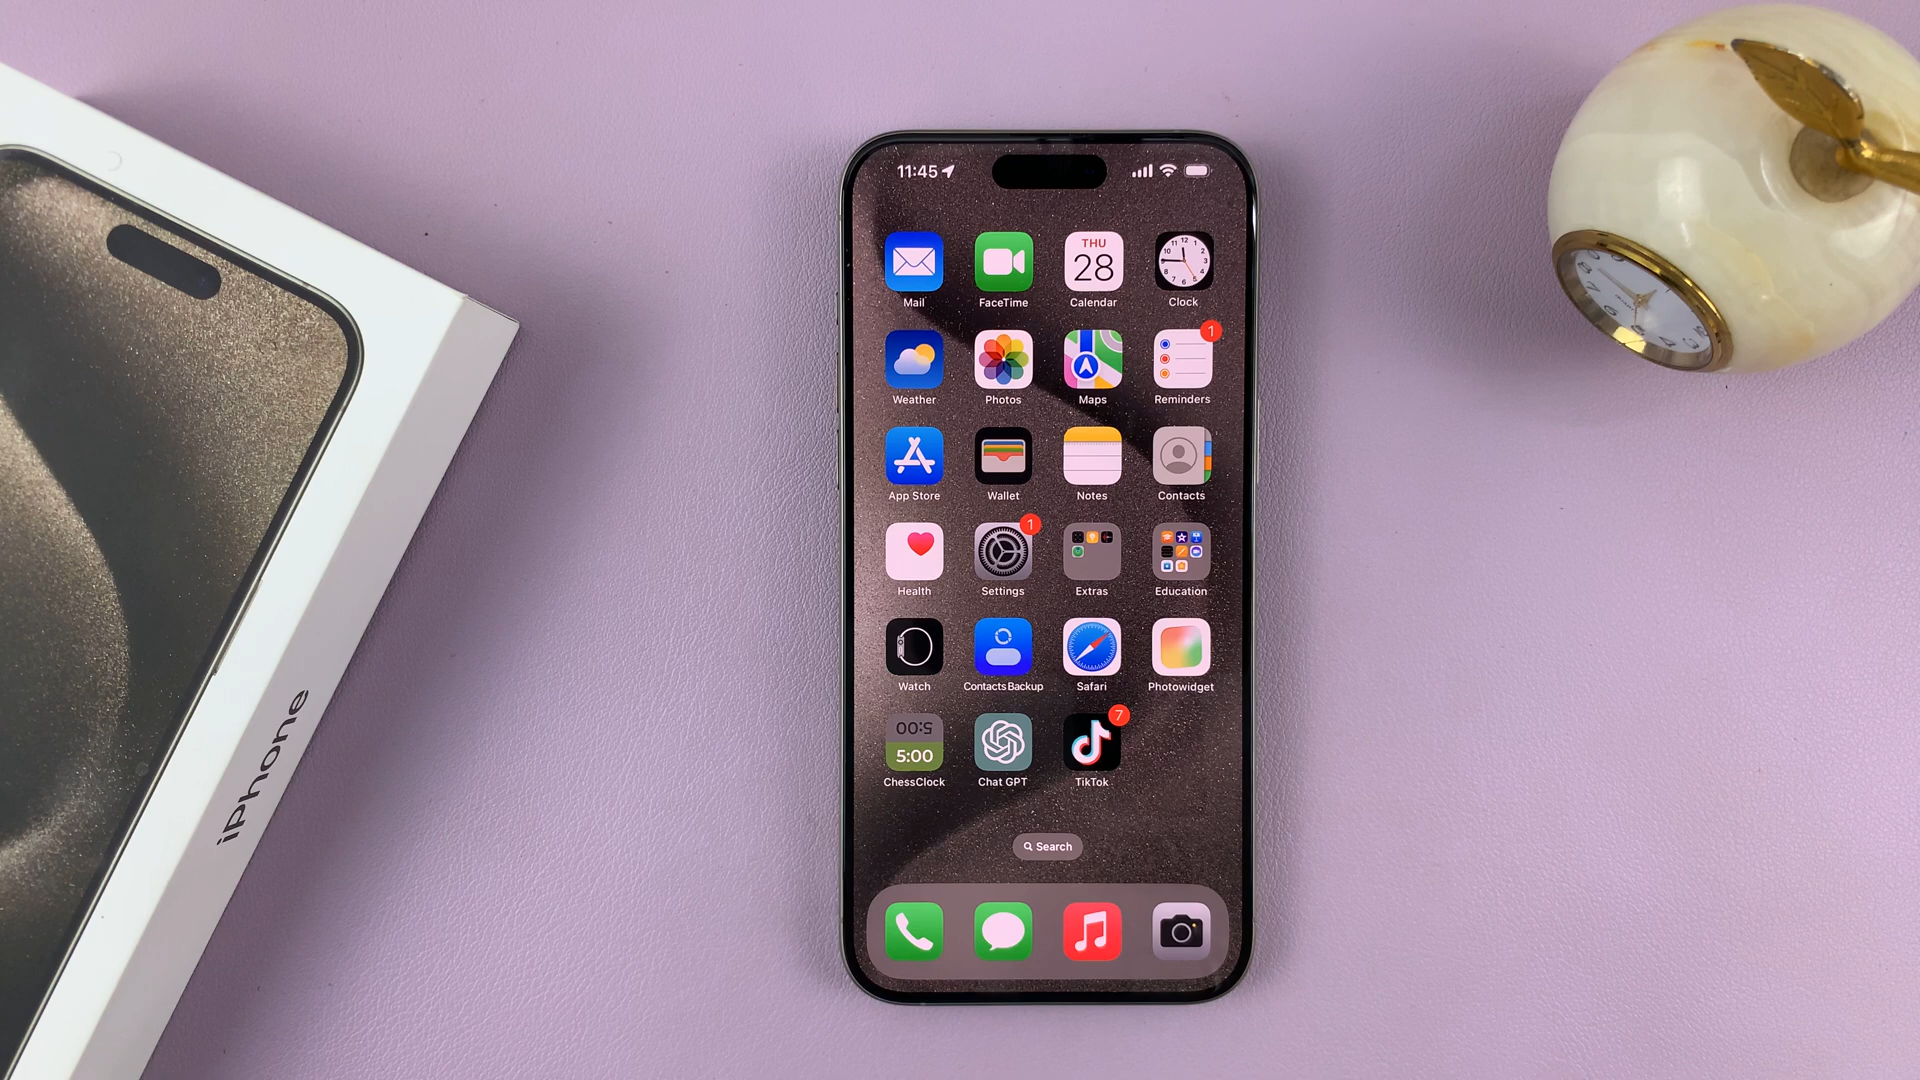 11:45
THU
28
Mail
FaceTime
Calendar
Clock
1
Weather
Photos
Maps
Reminders
App Store
Wallet
Notes
Contacts
1
Health
Settings
Extras
Education
Watch
Contacts Backup
Safari
Photowidget
5:00
5:00
7
ChessClock
Chat GPT
TikTok
Search
iPhone